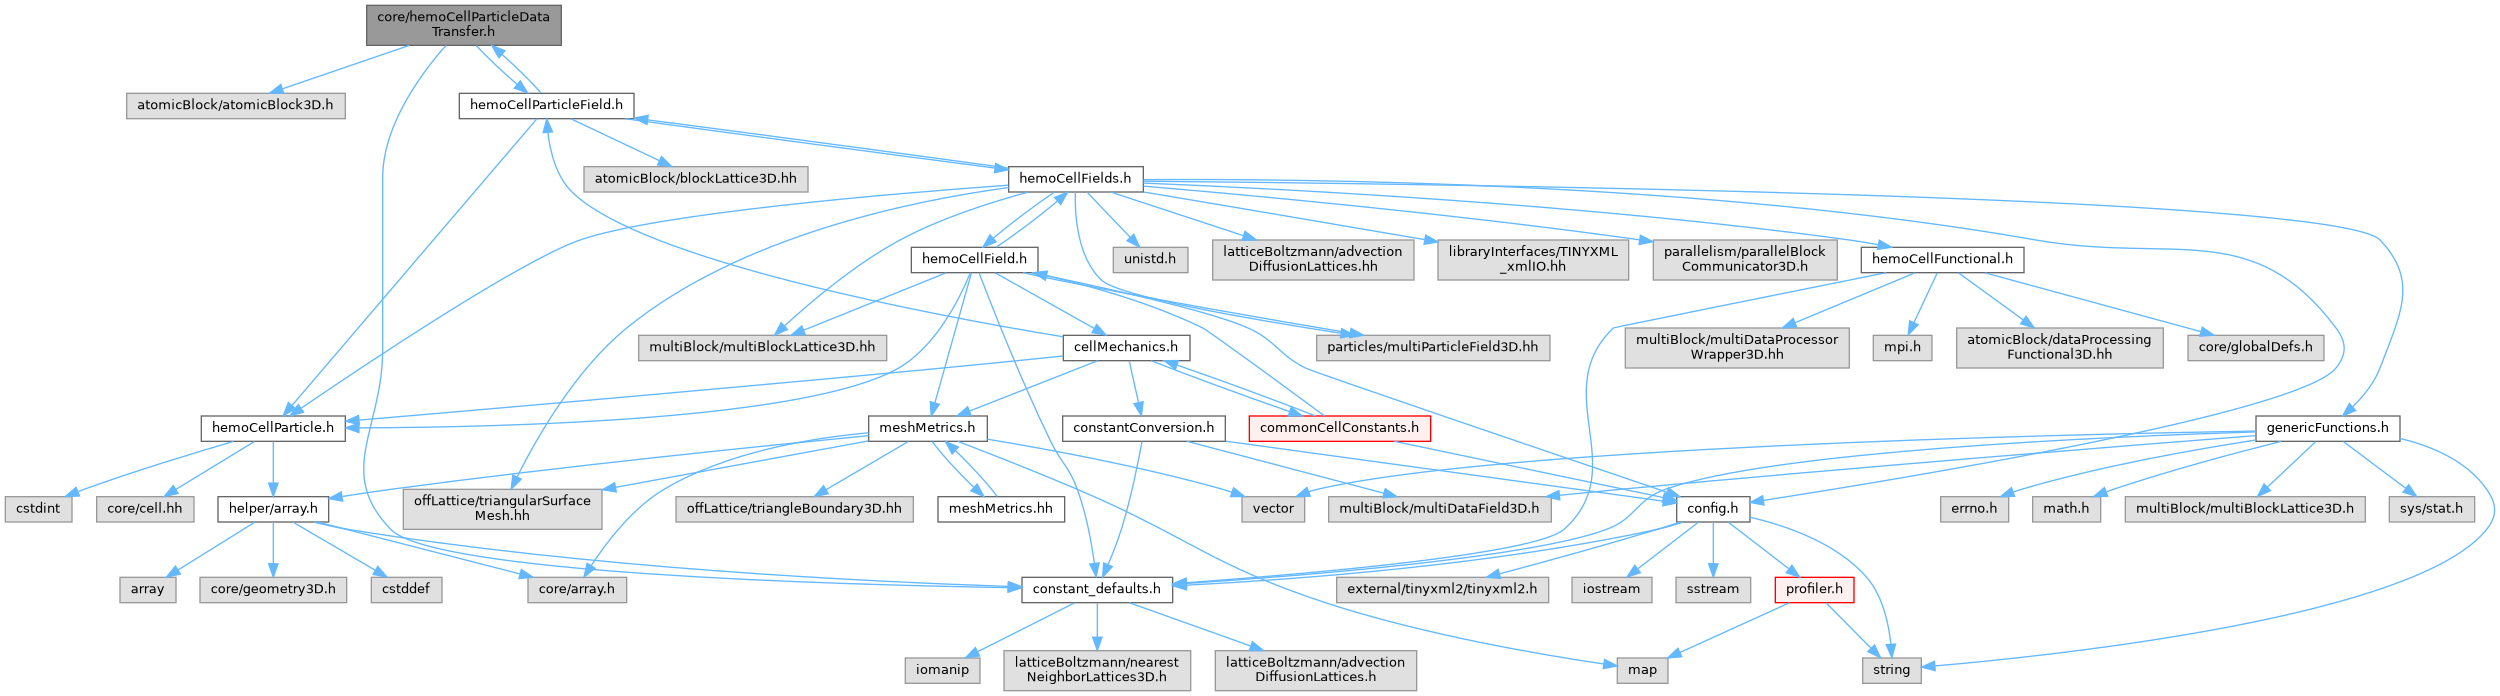 core/hemoCellParticleData
Transfer.h
atomicBlock/atomicBlock3D.h
hemoCellParticleField.h
atomicBlock/blockLattice3D.hh
hemoCellFields.h
hemoCellField.h
unistd.h
latticeBoltzmann/advection
DiffusionLattices.hh
libraryInterfaces/TINYXML
_xmlIO.hh
parallelism/parallelBlock
Communicator3D.h
hemoCellFunctional.h
multiBlock/multiBlockLattice3D.hh
cellMechanics.h
particles/multiParticleField3D.hh
multiBlock/multiDataProcessor
Wrapper3D.hh
mpi.h
atomicBlock/dataProcessing
Functional3D.hh
core/globalDefs.h
hemoCellParticle.h
meshMetrics.h
constantConversion.h
commonCellConstants.h
genericFunctions.h
cstdint
core/cell.hh
helper/array.h
offLattice/triangularSurface
Mesh.hh
offLattice/triangleBoundary3D.hh
meshMetrics.hh
vector
multiBlock/multiDataField3D.h
config.h
errno.h
math.h
multiBlock/multiBlockLattice3D.h
sys/stat.h
array
core/geometry3D.h
cstddef
core/array.h
constant_defaults.h
external/tinyxml2/tinyxml2.h
iostream
sstream
profiler.h
iomanip
latticeBoltzmann/nearest
NeighborLattices3D.h
latticeBoltzmann/advection
DiffusionLattices.h
map
string